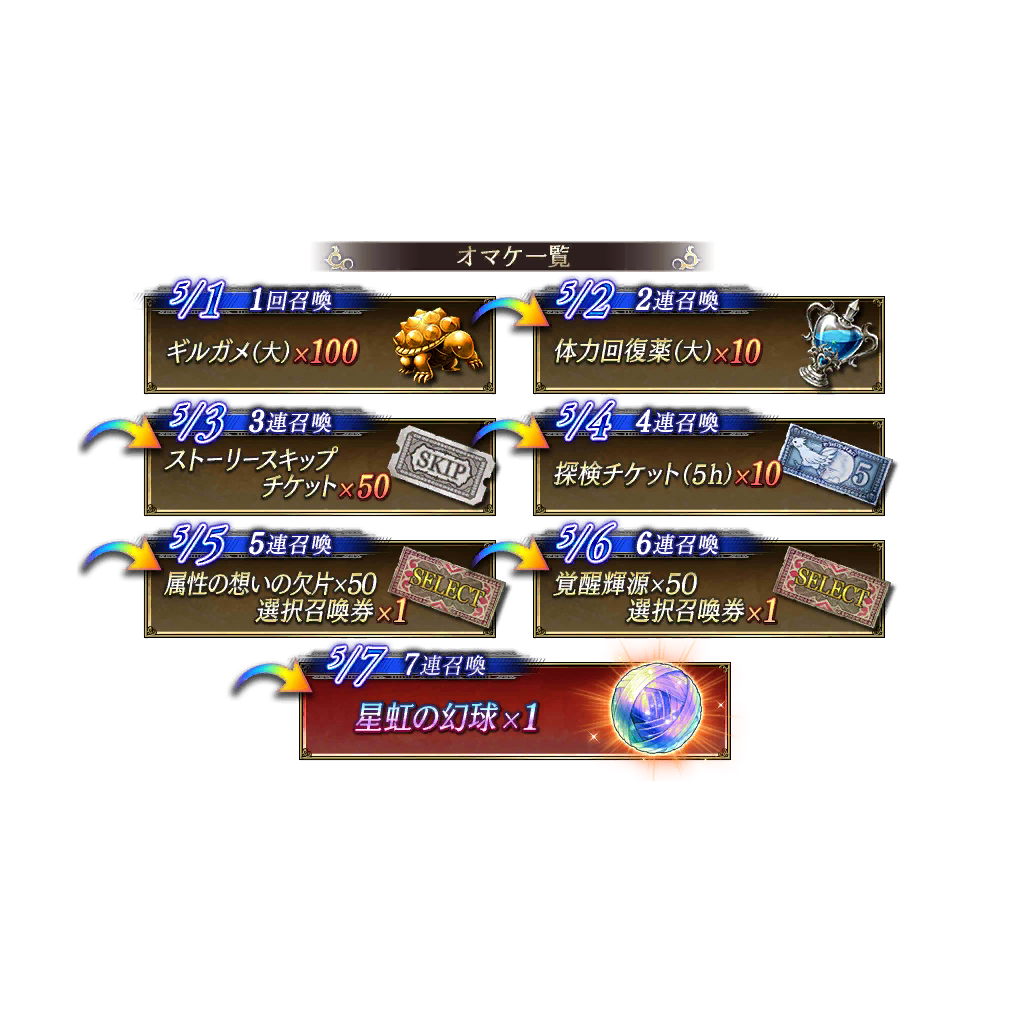 オマケ一覧
5/1 1回召喚
ギルガメ(大)×100
5/2 2連召喚
体力回復薬(大)×10
5/3 3連召喚
ストーリースキップ
チケット×50
SKIP
5/4 4連召喚
探検チケット(5h)×10
5
5/5 5連召喚
属性の想いの欠片×50
選択召喚券×1
SELECT
5/6 6連召喚
覚醒輝源×50
選択召喚券×1
SELECT
5/7 7連召喚
星虹の幻球×1